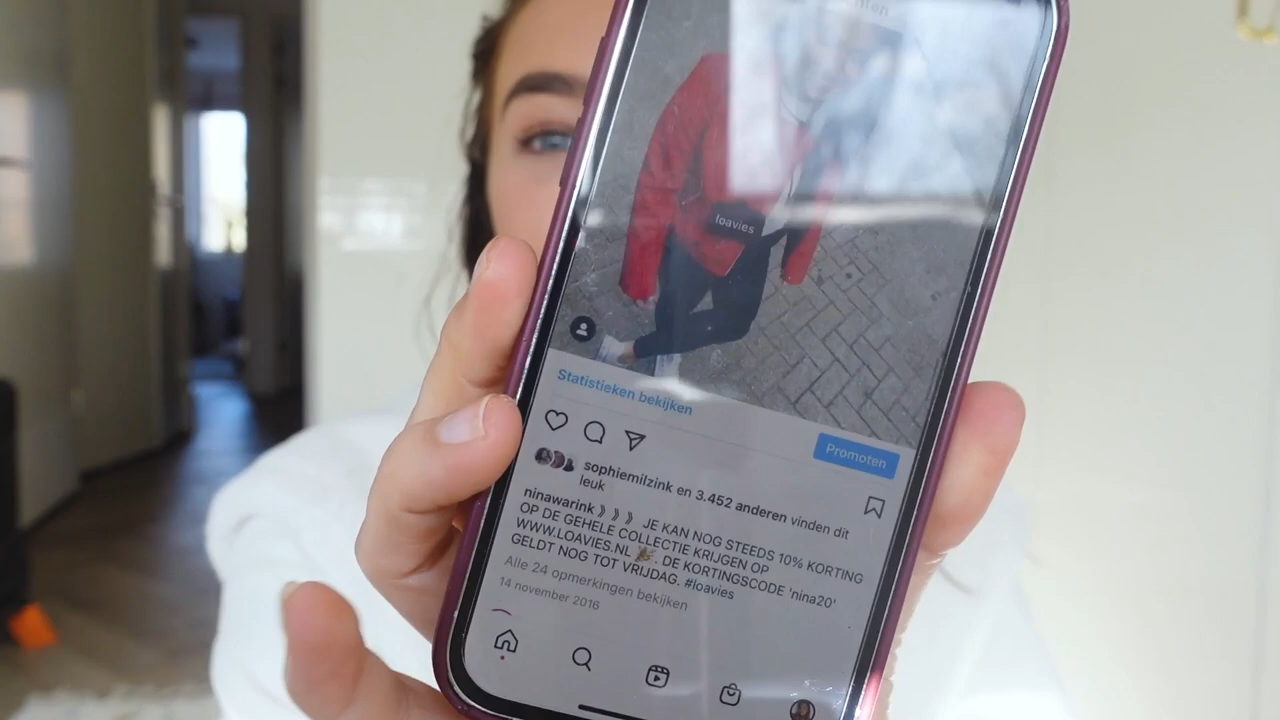 loavies
Statistieken bekijken
Promoten
sophiemilzink en 3.452 anderen vinden dit
leuk
ninawarink 》》》 JE KAN NOG STEEDS 10% KORTING
OP DE GEHELE COLLECTIE KRIJGEN OP
WWW.LOAVIES.NL 🎉. DE KORTINGSCODE 'nina20'
GELDT NOG TOT VRIJDAG. #loavies
Alle 24 opmerkingen bekijken
14 november 2016